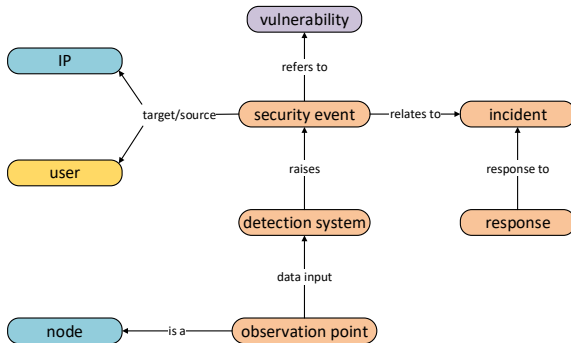 vulnerability
IP
refers to
target/source
security event
relates to
incident
user
raises
response to
detection system
response
data input
node
is a
observation point